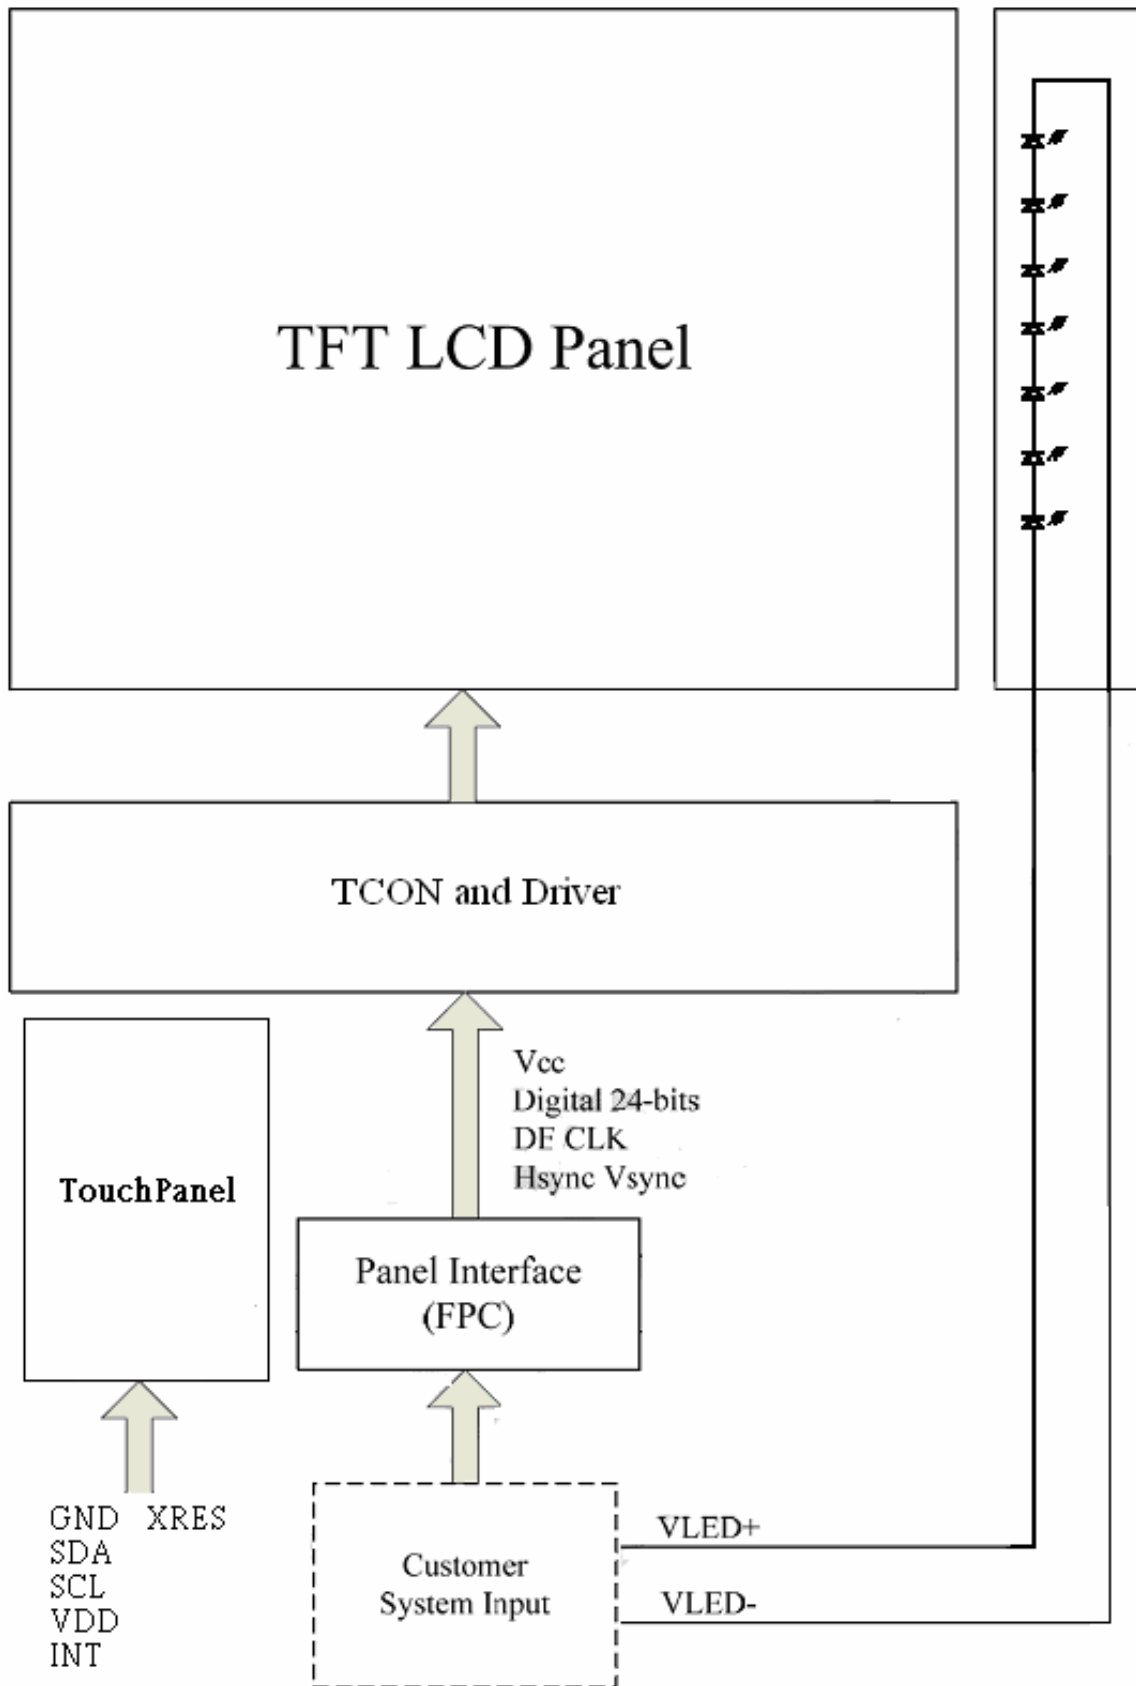 TFT LCD Panel
TCON and Driver
Vcc
Digital 24-bits
DE CLK
Hsync Vsync
TouchPanel
Panel Interface
(FPC)
GND XRES
SDA
SCL
VDD
INT
Customer
System Input
VLED+
VLED-